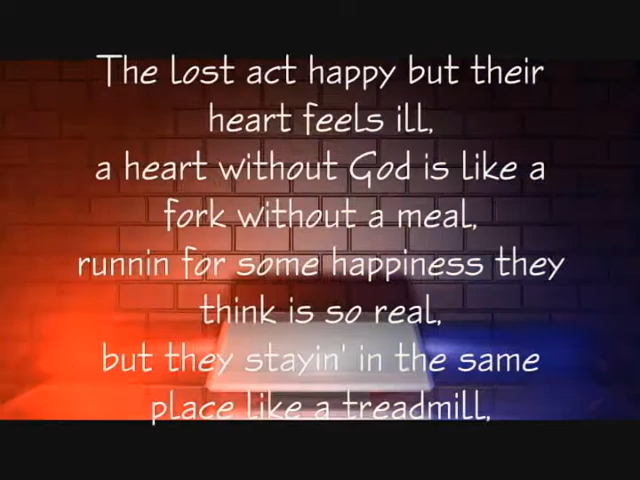 The lost act happy but their
heart feels ill,
a heart without God is like a
fork without a meal,
runnin for some happiness they
think is so real,
but they stayin' in the same
place like a treadmill,